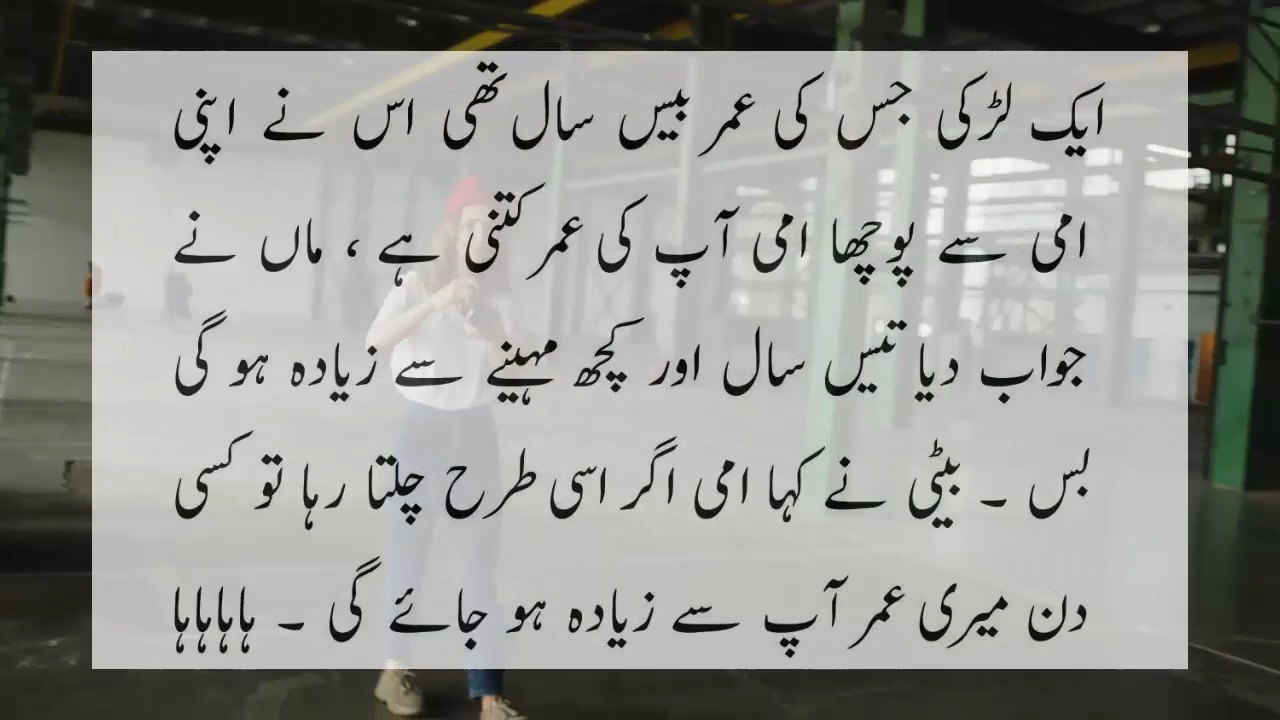 ایک لڑکی جس کی عمر بیس سال تھی اس نے اپنی
امی سے پوچھا امی آپ کی عمر کتنی ہے ، ماں نے
جواب دیا تیس سال اور کچھ مہینے سے زیادہ ہو گی
بس ۔ بیٹی نے کہا امی اگر اسی طرح چلتا رہا تو کسی
دن میری عمر آپ سے زیادہ ہو جائے گی ۔ ہاہاہاہا